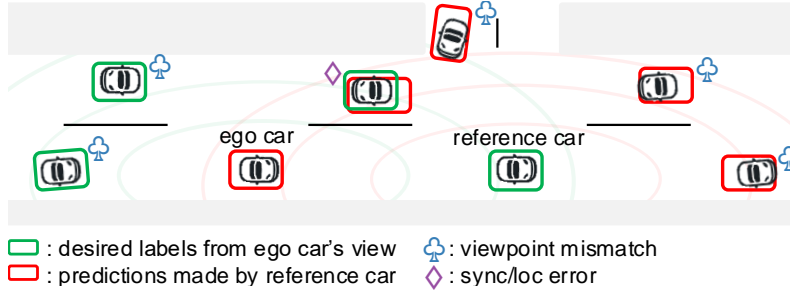 ego car
reference car
: desired labels from ego car's view
: viewpoint mismatch
: predictions made by reference car
: sync/loc error